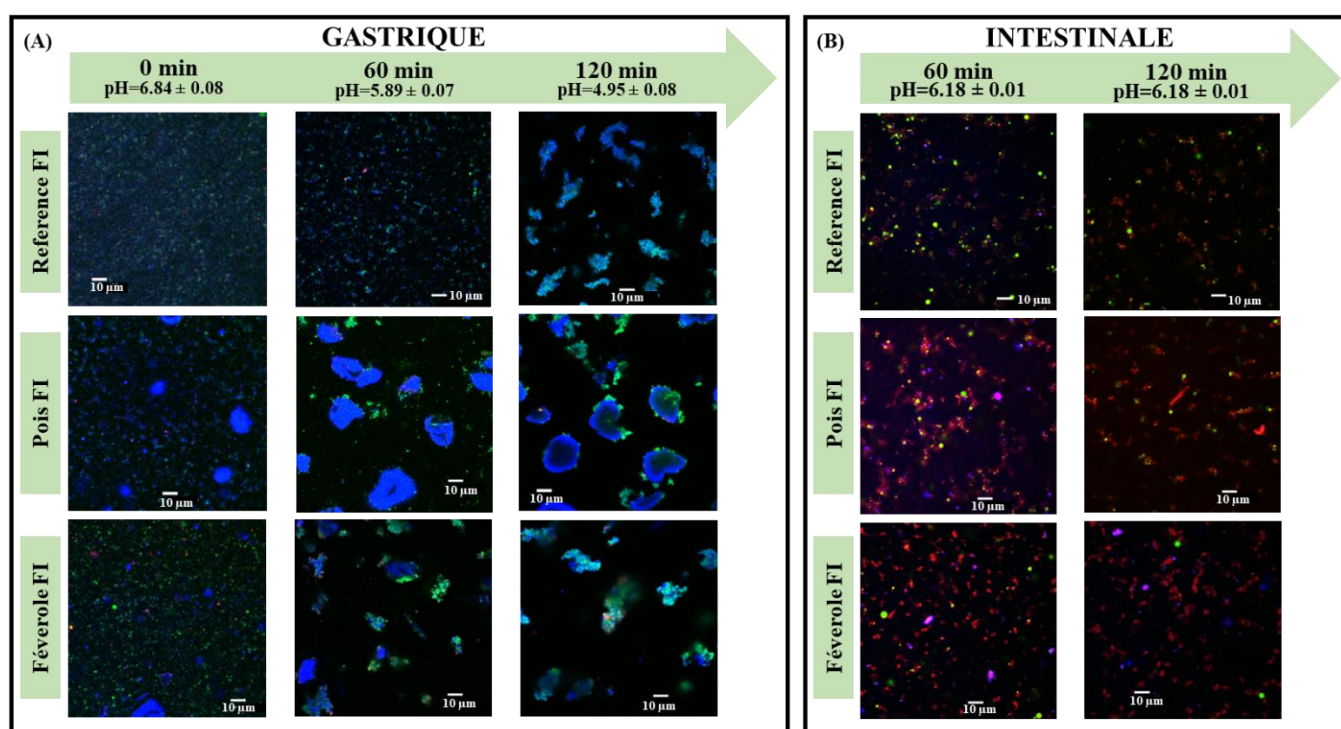 (A)
GASTRIQUE
0 min
pH=6.84 ± 0.08
60 min
pH=5.89 ± 0.07
120 min
pH=4.95 ± 0.08
Reference FI
10 µm
10 µm
10 µm
Pois FI
10 µm
10 µm
10 µm
Féverole FI
10 µm
10 µm
10 µm
(B)
INTESTINALE
60 min
pH=6.18 ± 0.01
120 min
pH=6.18 ± 0.01
Reference FI
10 µm
10 µm
Pois FI
10 µm
10 µm
Féverole FI
10 µm
10 µm